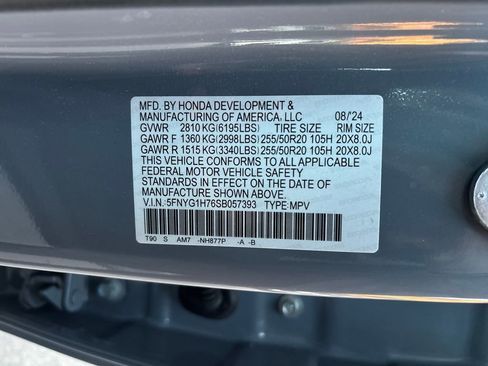 MFD. BY HONDA DEVELOPMENT &
MANUFACTURING OF AMERICA, LLC 08/'24
GVWR 2810 KG(6195LBS) TIRE SIZE RIM SIZE
GAWR F 1360 KG(2998LBS) 255/50R20 105H 20X8.0J
GAWR R 1515 KG(3340LBS) 255/50R20 105H 20X8.0J
THIS VEHICLE CONFORMS TO ALL APPLICABLE
FEDERAL MOTOR VEHICLE SAFETY
STANDARDS IN EFFECT ON THE DATE OF
MANUFACTURE SHOWN ABOVE.
V.I.N.: 5FNYG1H76SB057393 TYPE: MPV
T90 S AM7 -NH877P -A -B